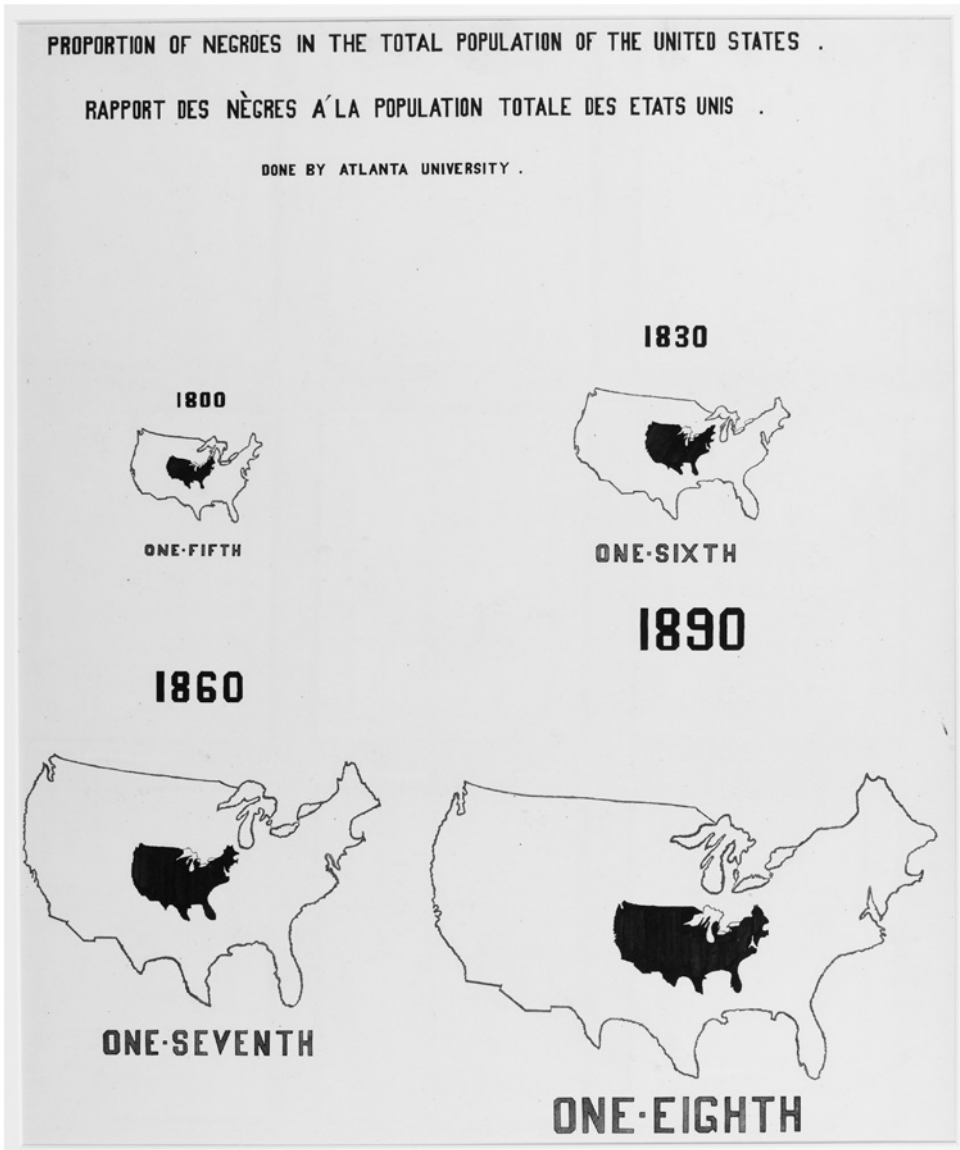 PROPORTION OF NEGROES IN THE TOTAL POPULATION OF THE UNITED STATES .
RAPPORT DES NÈGRES A ́LA POPULATION TOTALE DES ETATS UNIS .
DONE BY ATLANTA UNIVERSITY .
1800
ONE·FIFTH
1830
ONE·SIXTH
1860
ONE·SEVENTH
1890
ONE·EIGHTH